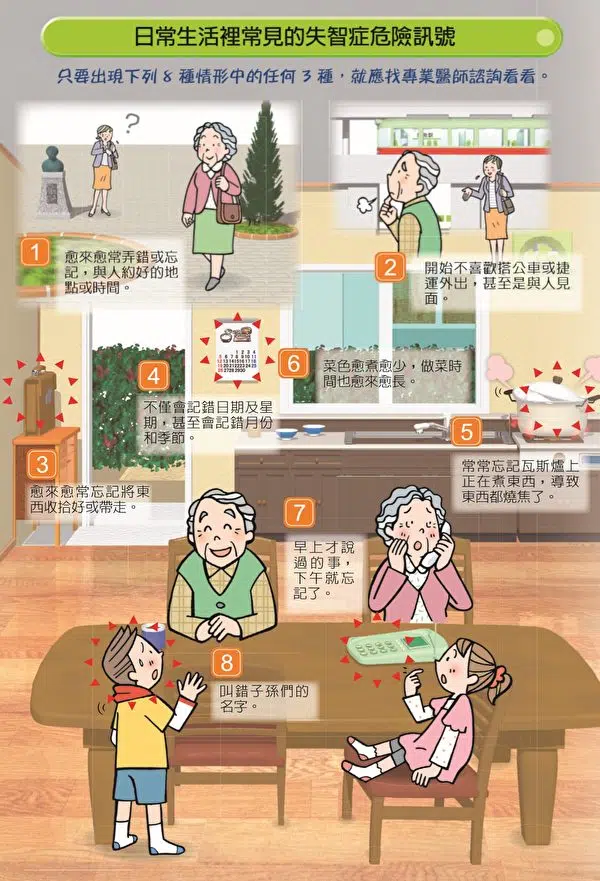 日常生活裡常見的失智症危險訊號
只要出現下列8種情形中的任何3種，就應找專業醫師諮詢看看。
?
1
愈來愈常弄錯或忘
記，與人約好的地
點或時間。
2
開始不喜歡搭公車或捷
運外出，甚至是與人見
面。
3
愈來愈常忘記將東
西收拾好或帶走。
4
不僅會記錯日期及星
期，甚至會記錯月份
和季節。
5
常常忘記瓦斯爐上
正在煮東西，導致
東西都燒焦了。
6
菜色愈煮愈少，做菜時
間也愈來愈長。
7
早上才說
過的事，
下午就忘
記了。
8
叫錯子孫們的
名字。